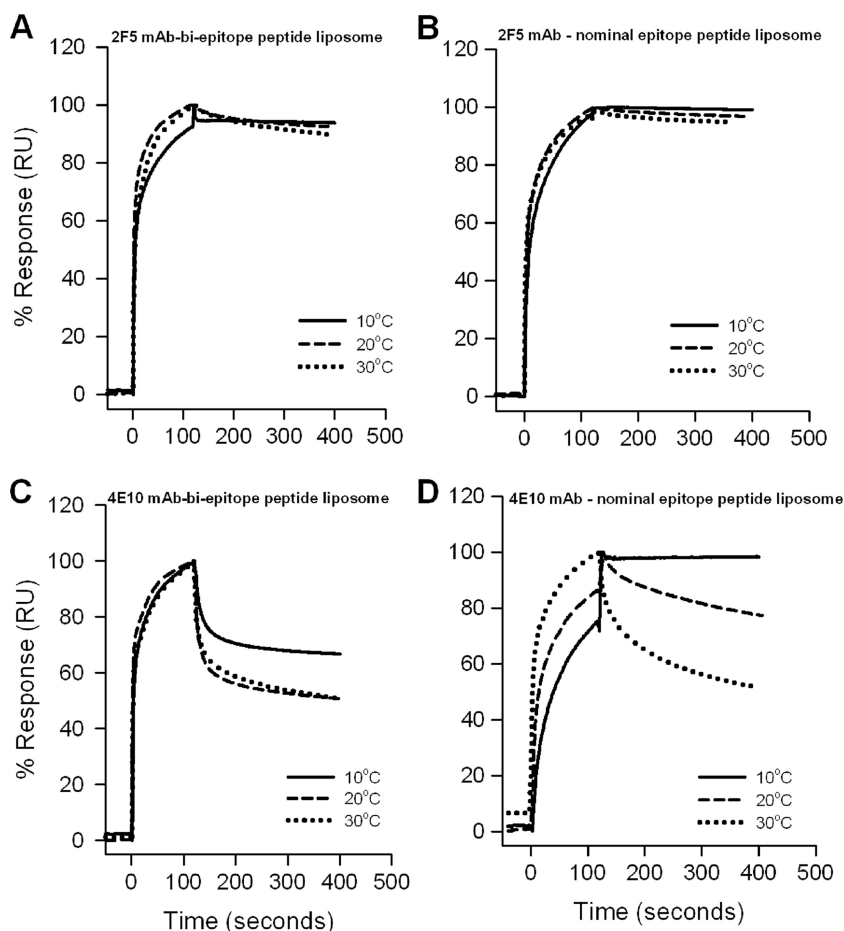 A
2F5 mAb-bi-epitope peptide liposome
120
100
80
60
40
20
0
% Response (RU)
10°C
20°C
30°C
0 100 200 300 400 500
B
2F5 mAb - nominal epitope peptide liposome
120
100
80
60
40
20
0
10°C
20°C
30°C
0 100 200 300 400 500
C
4E10 mAb-bi-epitope peptide liposome
120
100
80
60
40
20
0
% Response (RU)
10°C
20°C
30°C
0 100 200 300 400 500
Time (seconds)
D
4E10 mAb - nominal epitope peptide liposome
120
100
80
60
40
20
0
10°C
20°C
30°C
0 100 200 300 400 500
Time (seconds)